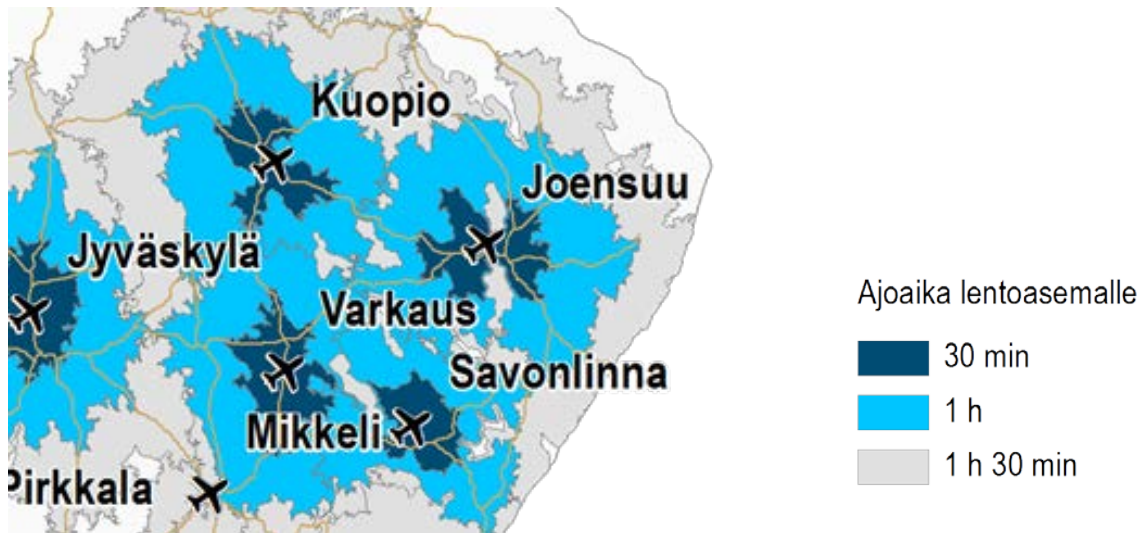 Kuopio
Joensuu
Jyväskylä
Varkaus
Savonlinna
Mikkeli
Pirkkala
Ajoaika lentoasemalle
30 min
1 h
1 h 30 min